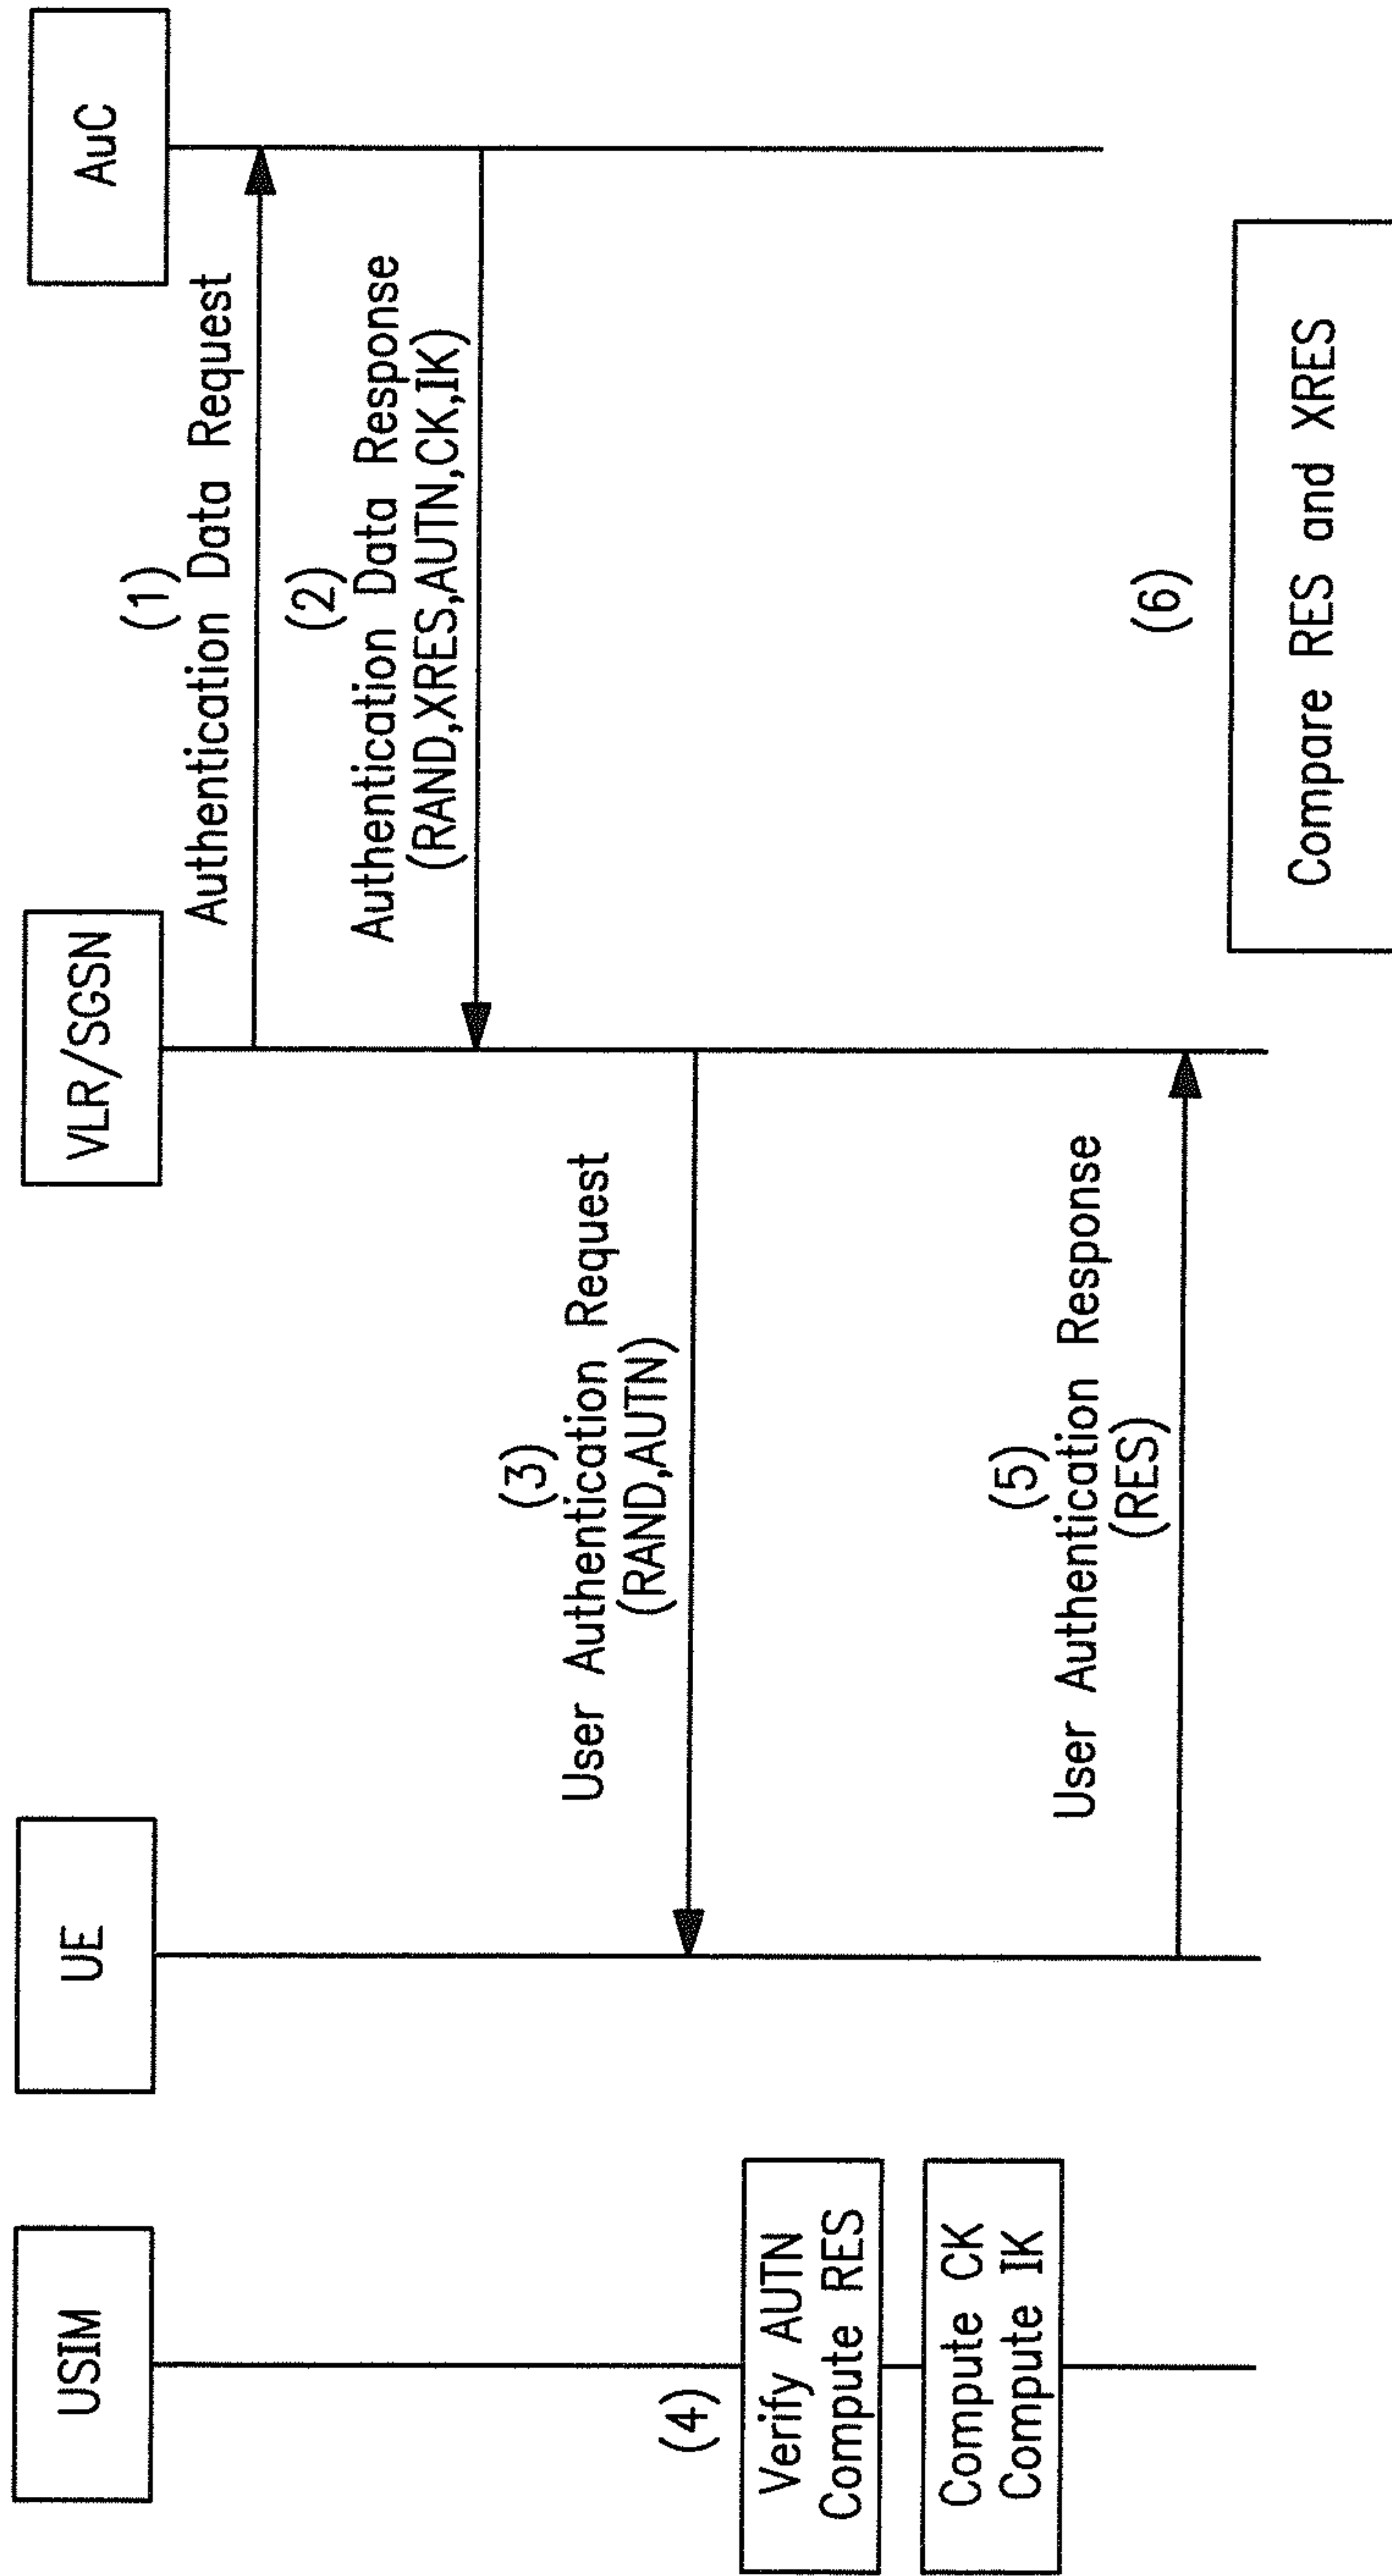 USIM
UE
VLR/SGSN
AuC
(1)
Authentication Data Request
(2)
Authentication Data Response
(RAND,XRES,AUTN,CK,IK)
(3)
User Authentication Request
(RAND,AUTN)
(4)
Verify AUTN
Compute RES
Compute CK
Compute IK
(5)
User Authentication Response
(RES)
(6)
Compare RES and XRES